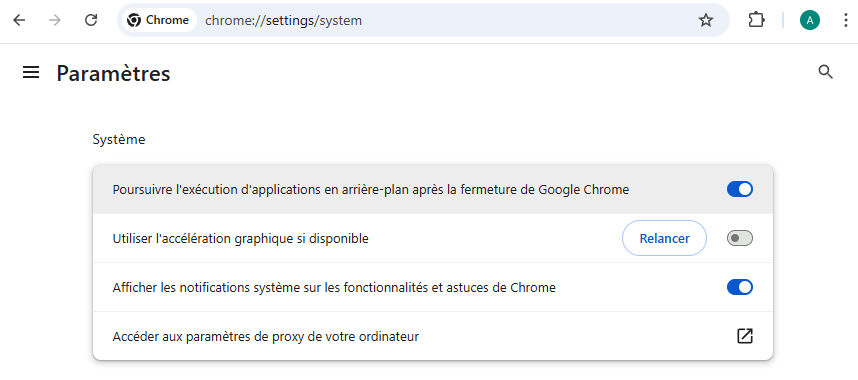 Chrome chrome://settings/system A
Paramètres
Système
Poursuivre l'exécution d'applications en arrière-plan après la fermeture de Google Chrome
Utiliser l'accélération graphique si disponible Relancer
Afficher les notifications système sur les fonctionnalités et astuces de Chrome
Accéder aux paramètres de proxy de votre ordinateur